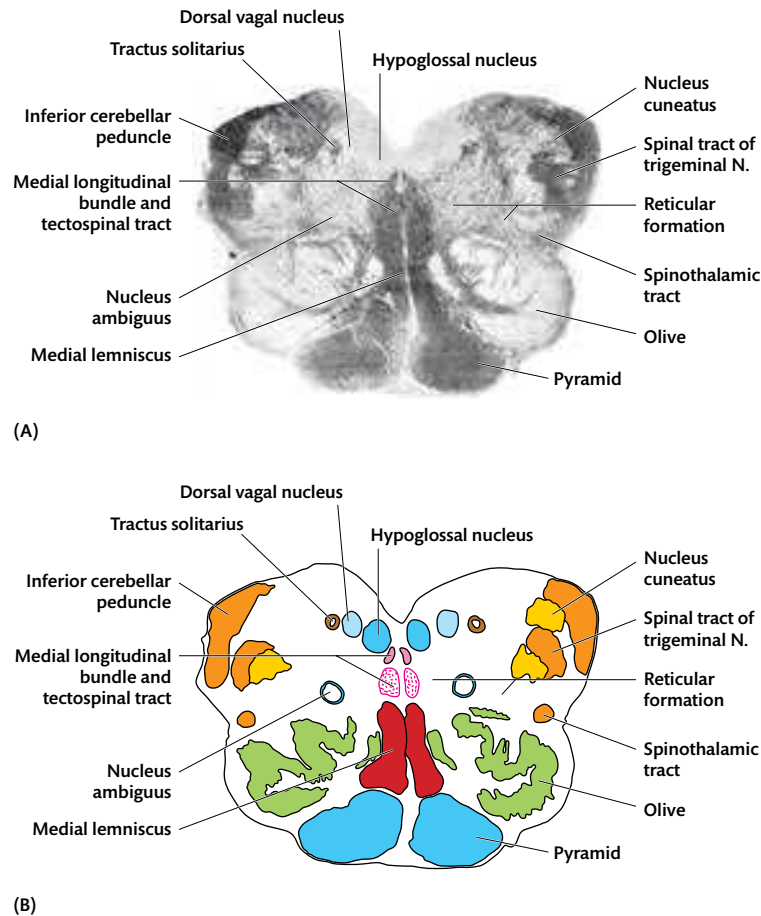 Dorsal vagal nucleus
Tractus solitarius
Hypoglossal nucleus
Inferior cerebellar
peduncle
Nucleus
cuneatus
Spinal tract of
trigeminal N.
Medial longitudinal
bundle and
tectospinal tract
Reticular
formation
Nucleus
ambiguus
Spinothalamic
tract
Medial lemniscus
Olive
Pyramid
(A)
Dorsal vagal nucleus
Tractus solitarius
Hypoglossal nucleus
Inferior cerebellar
peduncle
Nucleus
cuneatus
Spinal tract of
trigeminal N.
Medial longitudinal
bundle and
tectospinal tract
Reticular
formation
Nucleus
ambiguus
Spinothalamic
tract
Medial lemniscus
Olive
Pyramid
(B)